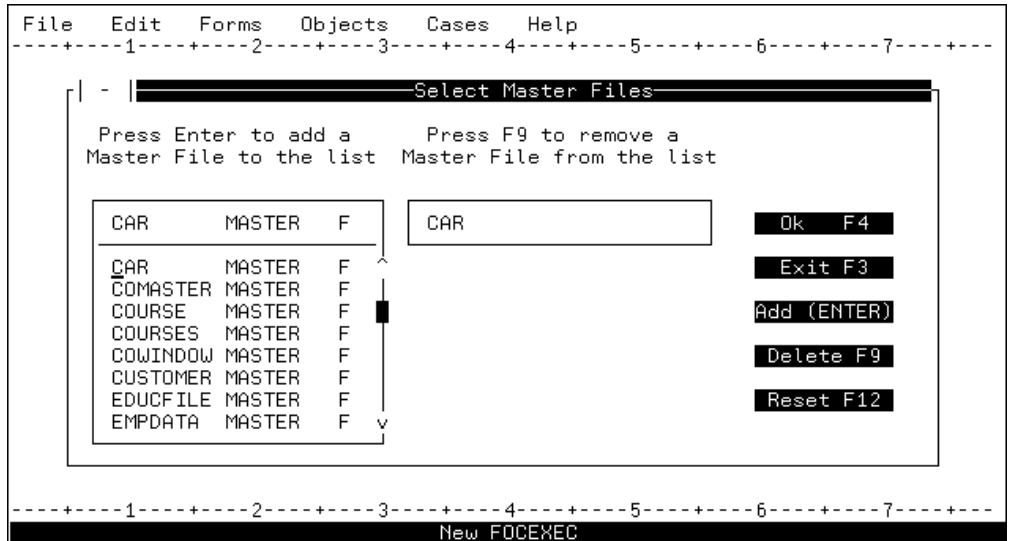 File Edit Forms Objects Cases Help
----+----1----+----2----+----3----+----4----+----5----+----6----+----7----+---
- Select Master Files
Press Enter to add a Press F9 to remove a
Master File to the list Master File from the list
CAR MASTER F CAR Ok F4
CAR MASTER F ^ Exit F3
COMASTER MASTER F
COURSE MASTER F Add (ENTER)
COURSES MASTER F
COWINDOW MASTER F Delete F9
CUSTOMER MASTER F
EDUCFILE MASTER F Reset F12
EMPDATA MASTER F v
----+----1----+----2----+----3----+----4----+----5----+----6----+----7----+---
New FOCEXEC